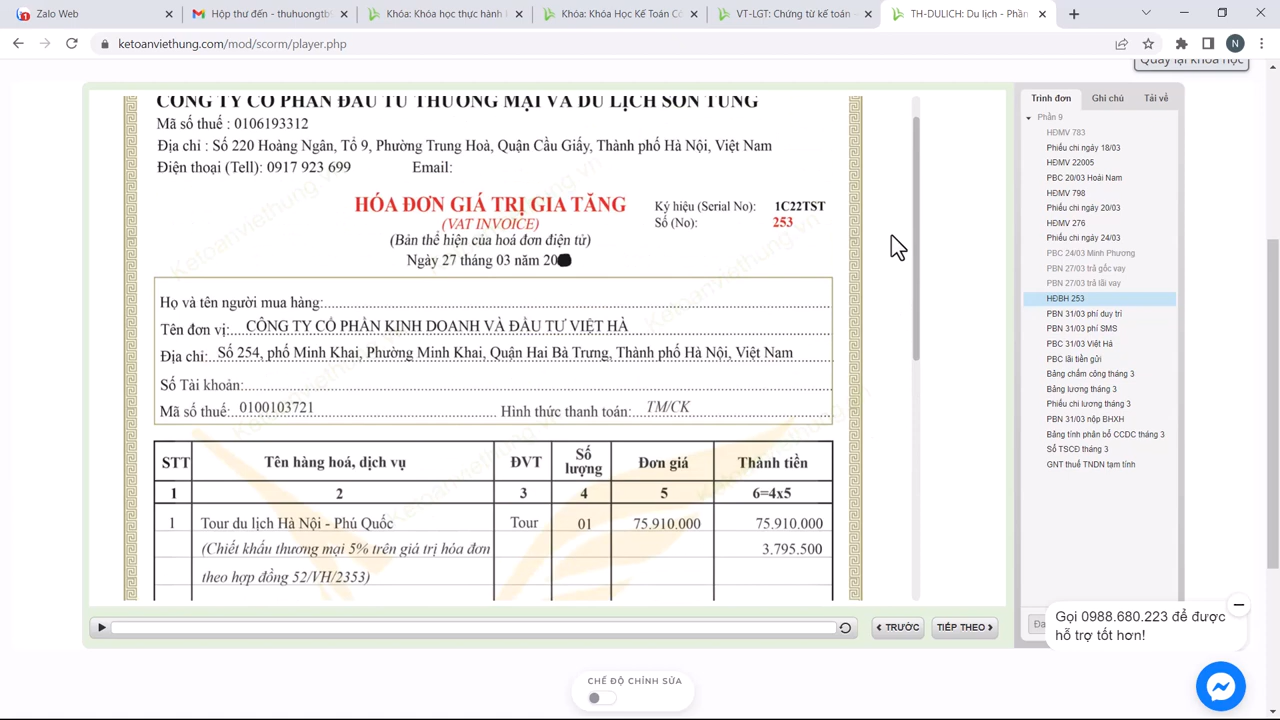 Zalo Web
Hộp thư đến - thuhuongtb
Khóa: Khóa học thực hành k
Khóa: Khóa Học Kế Toán Cô
VT-LGT: Chứng từ kế toán
TH-DULICH: Du lịch - Phần
ketoanviethung.com/mod/scorm/player.php
N
Quay lại khóa học
CÔNG TY CỔ PHẦN ĐẦU TƯ THƯƠNG MẠI VÀ DU LỊCH SƠN TÙNG
Mã số thuế : 0106193312
Địa chỉ : Số 220 Hoàng Ngân, Tổ 9, Phường Trung Hoà, Quận Cầu Giấy, Thành phố Hà Nội, Việt Nam
Điện thoại (Tell): 0917 923 699 Email:
HÓA ĐƠN GIÁ TRỊ GIA TĂNG
Ký hiệu (Serial No): 1C22TST
(VAT INVOICE)
Số (No): 253
(Bản thể hiện của hoá đơn điện tử)
Ngày 27 tháng 03 năm 20
Họ và tên người mua hàng:
Tên đơn vị: CÔNG TY CỔ PHẦN KINH DOANH VÀ ĐẦU TƯ VIỆT HÀ
Địa chỉ: Số 254, phố Minh Khai, Phường Minh Khai, Quận Hai Bà Trưng, Thành phố Hà Nội, Việt Nam
Số Tài khoản:
Mã số thuế: 0100103721 Hình thức thanh toán: TM/CK
STT Tên hàng hoá, dịch vụ ĐVT Số lượng Đơn giá Thành tiền
1 2 3 4 5 6=4x5
1 Tour du lịch Hà Nội - Phú Quốc Tour 01 75.910.000 75.910.000
(Chiết khấu thương mại 5% trên giá trị hóa đơn 3.795.500
theo hợp đồng 52/VH/2353)
TRƯỚC
TIẾP THEO
Trình đơn
Ghi chú
Tải về
Phần 9
HĐMV 783
Phiếu chi ngày 18/03
HĐMV 22005
PBC 20/03 Hoài Nam
HĐMV 798
Phiếu chi ngày 20/03
HĐMV 276
Phiếu chi ngày 24/03
PBC 24/03 Minh Phương
PBN 27/03 trả gốc vay
PBN 27/03 trả lãi vay
HĐBH 253
PBN 31/03 phí duy trì
PBN 31/03 phí SMS
PBC 31/03 Việt Há
PBC lãi tiền gửi
Bảng chấm công tháng 3
Bảng lương tháng 3
Phiếu chi lương tháng 3
PBN 31/03 nộp BHXH
Bảng tính phân bổ CCDC tháng 3
Sổ TSCĐ tháng 3
GNT thuế TNDN tạm tính
Gọi 0988.680.223 để được
hỗ trợ tốt hơn!
CHẾ ĐỘ CHỈNH SỬA